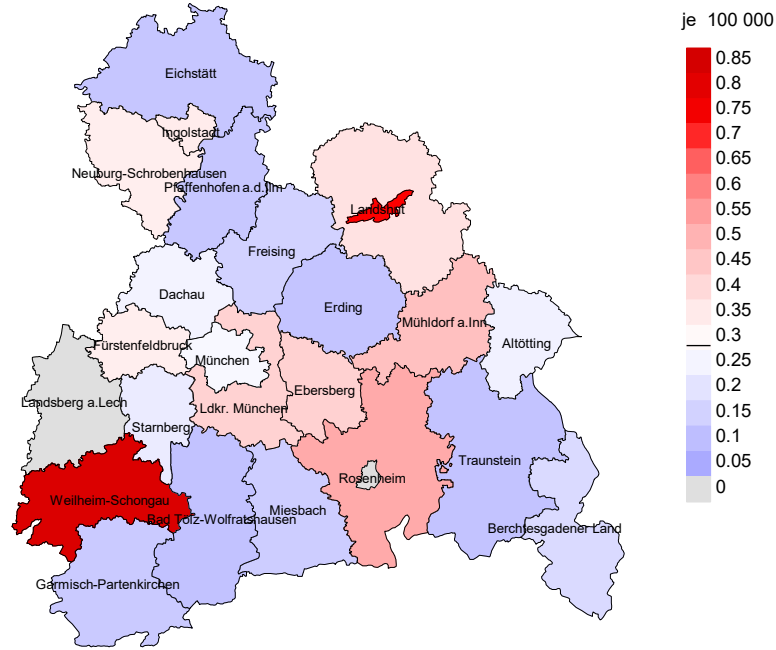 je 100 000
Eichstätt
0.85
0.8
0.75
Ingolstadt
0.7
Neuburg-Schrobenhausen
0.65
Pfaffenhofen a.d.Ilm
0.6
Landshut
0.55
0.5
Freising
0.45
0.4
Dachau
Erding
0.35
Mühldorf a.Inn
0.3
Fürstenfeldbruck
Altötting
München
0.25
0.2
Ebersberg
Landsberg a.Lech
Ldkr. München
0.15
Starnberg
0.1
Traunstein
0.05
Rosenheim
0
Weilheim-Schongau
Miesbach
Bad Tölz-Wolfratshausen
Berchtesgadener Land
Garmisch-Partenkirchen